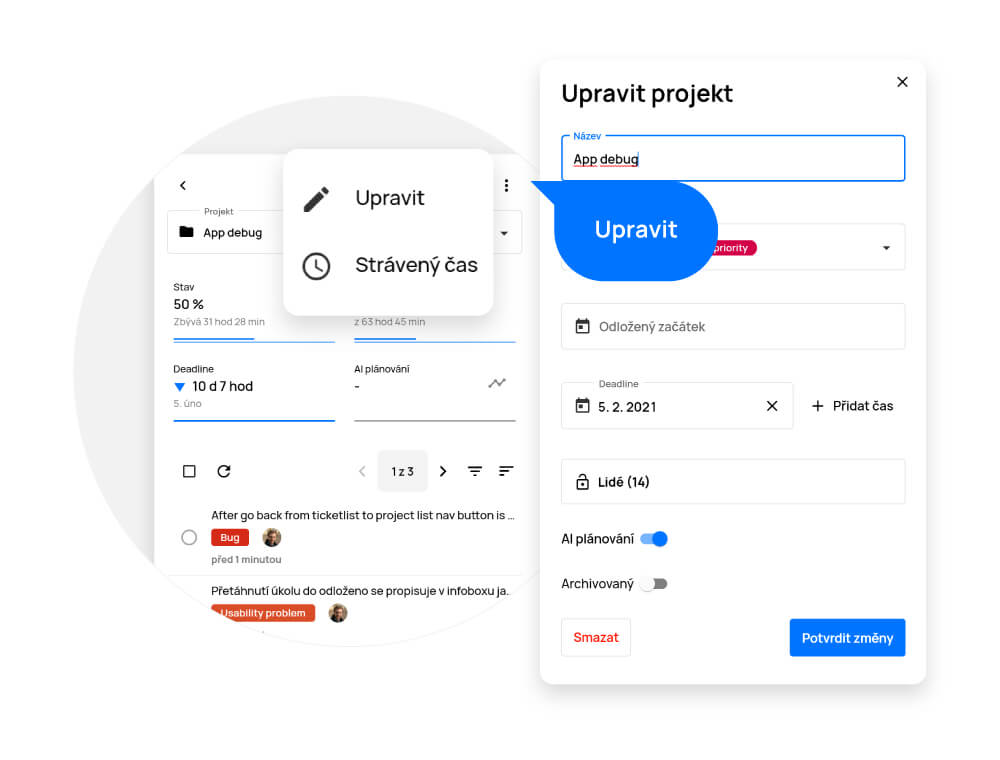 Projekt
App debug
Stav
50 %
Zbývá 31 hod 28 min
z 63 hod 45 min
Deadline
10 d 7 hod
5. úno
AI plánování
-
1 z 3
After go back from ticketlist to project list nav button is ...
Bug
před 1 minutou
Přetáhnutí úkolu do odloženo se propisuje v infoboxu ja.
Usability problem
Upravit
Strávený čas
Upravit projekt
Název
App debug
Upravit
priority
Odložený začátek
Deadline
5. 2. 2021
Přidat čas
Lidé (14)
AI plánování
Archivovaný
Smazat
Potvrdit změny